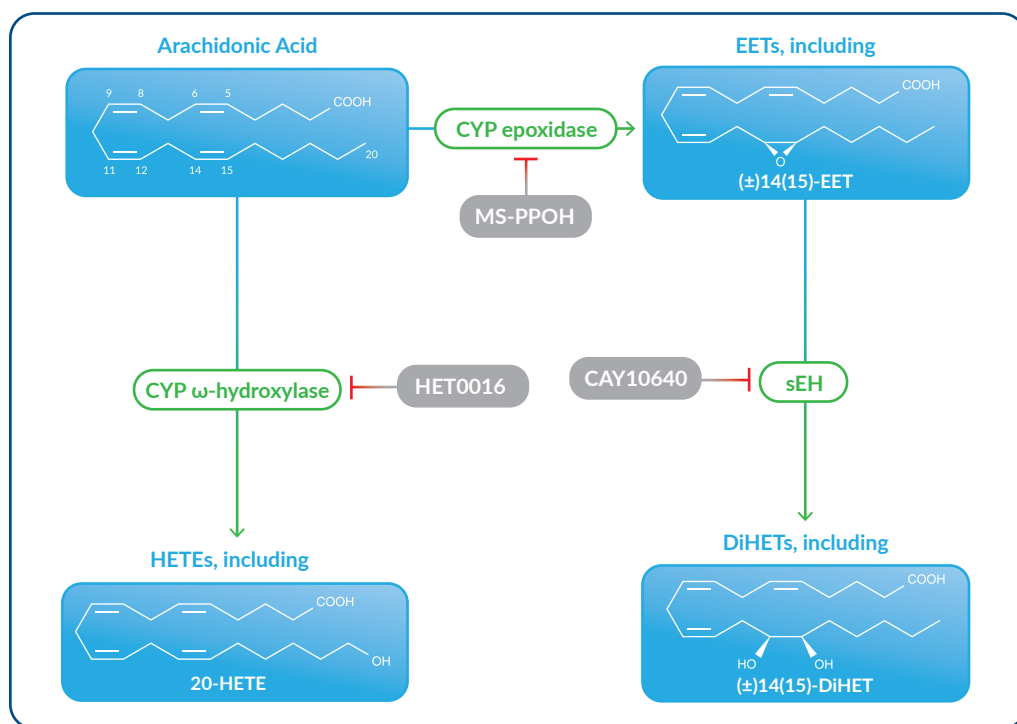 Arachidonic Acid
EETs, including
9 8 6 5
COOH
20
11 12 14 15
CYP epoxidase
COOH
O
(±)14(15)-EET
MS-PPOH
CYP ω-hydroxylase
HET0016
CAY10640
sEH
HETEs, including
DiHETs, including
COOH
OH
20-HETE
COOH
HO OH
(±)14(15)-DiHET